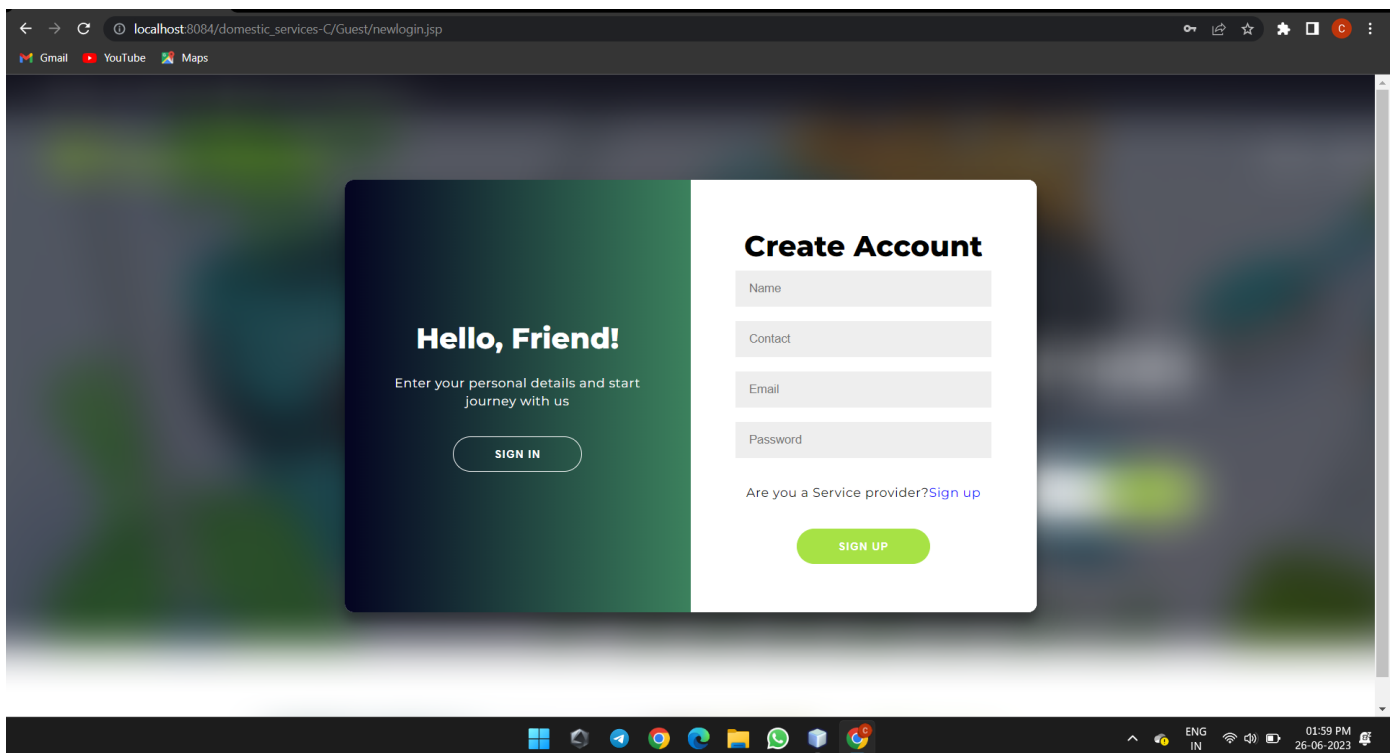 localhost:8084/domestic_services-C/Guest/newlogin.jsp
C
Gmail
YouTube
Maps
Hello, Friend!
Enter your personal details and start
journey with us
SIGN IN
Create Account
Name
Contact
Email
Password
Are you a Service provider?Sign up
SIGN UP
C
ENG
IN
01:59 PM
26-06-2023